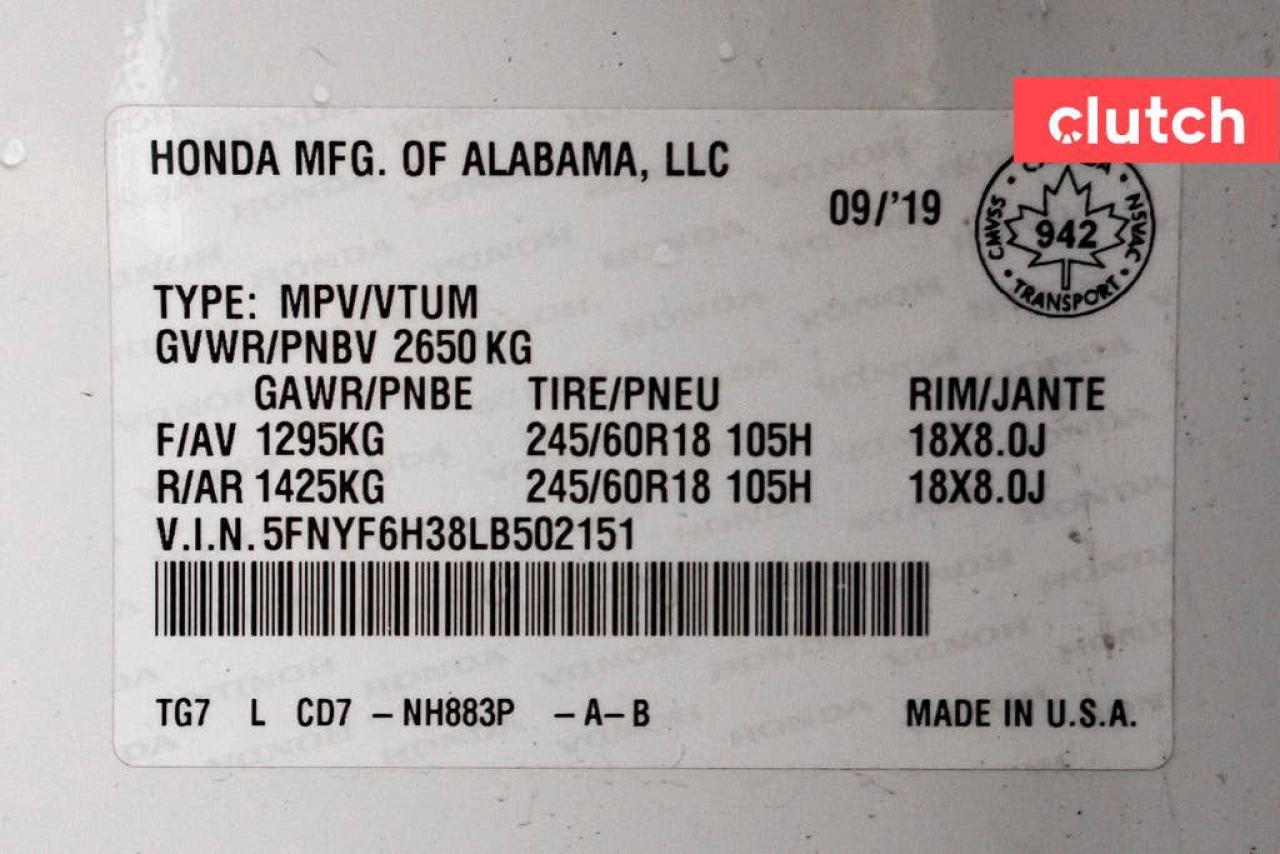 clutch
HONDA MFG. OF ALABAMA, LLC
09/'19
CMVSS
942
NSVAC
TRANSPORT
TYPE: MPV/VTUM
GVWR/PNBV 2650 KG
GAWR/PNBE TIRE/PNEU RIM/JANTE
F/AV 1295KG 245/60R18 105H 18X8.0J
R/AR 1425KG 245/60R18 105H 18X8.0J
V.I.N. 5FNYF6H38LB502151
TG7 L CD7 – NH883P – A– B MADE IN U.S.A.